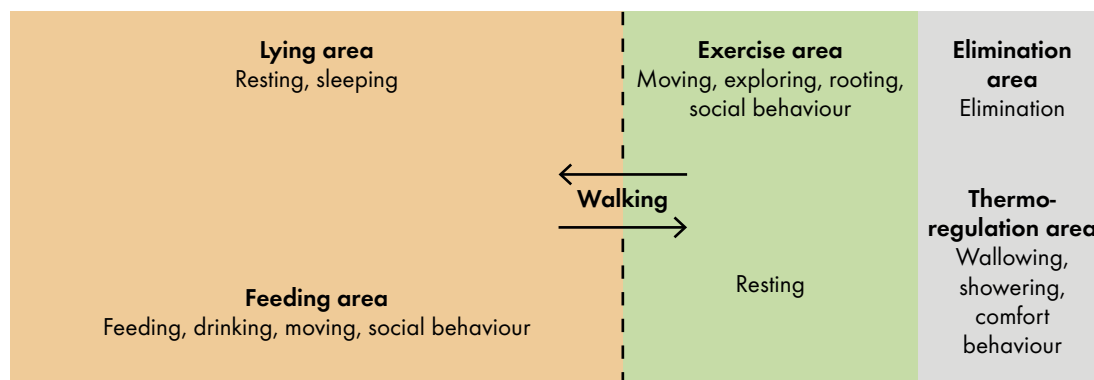 Lying area
Resting, sleeping
Exercise area
Moving, exploring, rooting,
social behaviour
Elimination
area
Elimination
Walking
Feeding area
Feeding, drinking, moving, social behaviour
Resting
Thermo-
regulation area
Wallowing,
showering,
comfort
behaviour